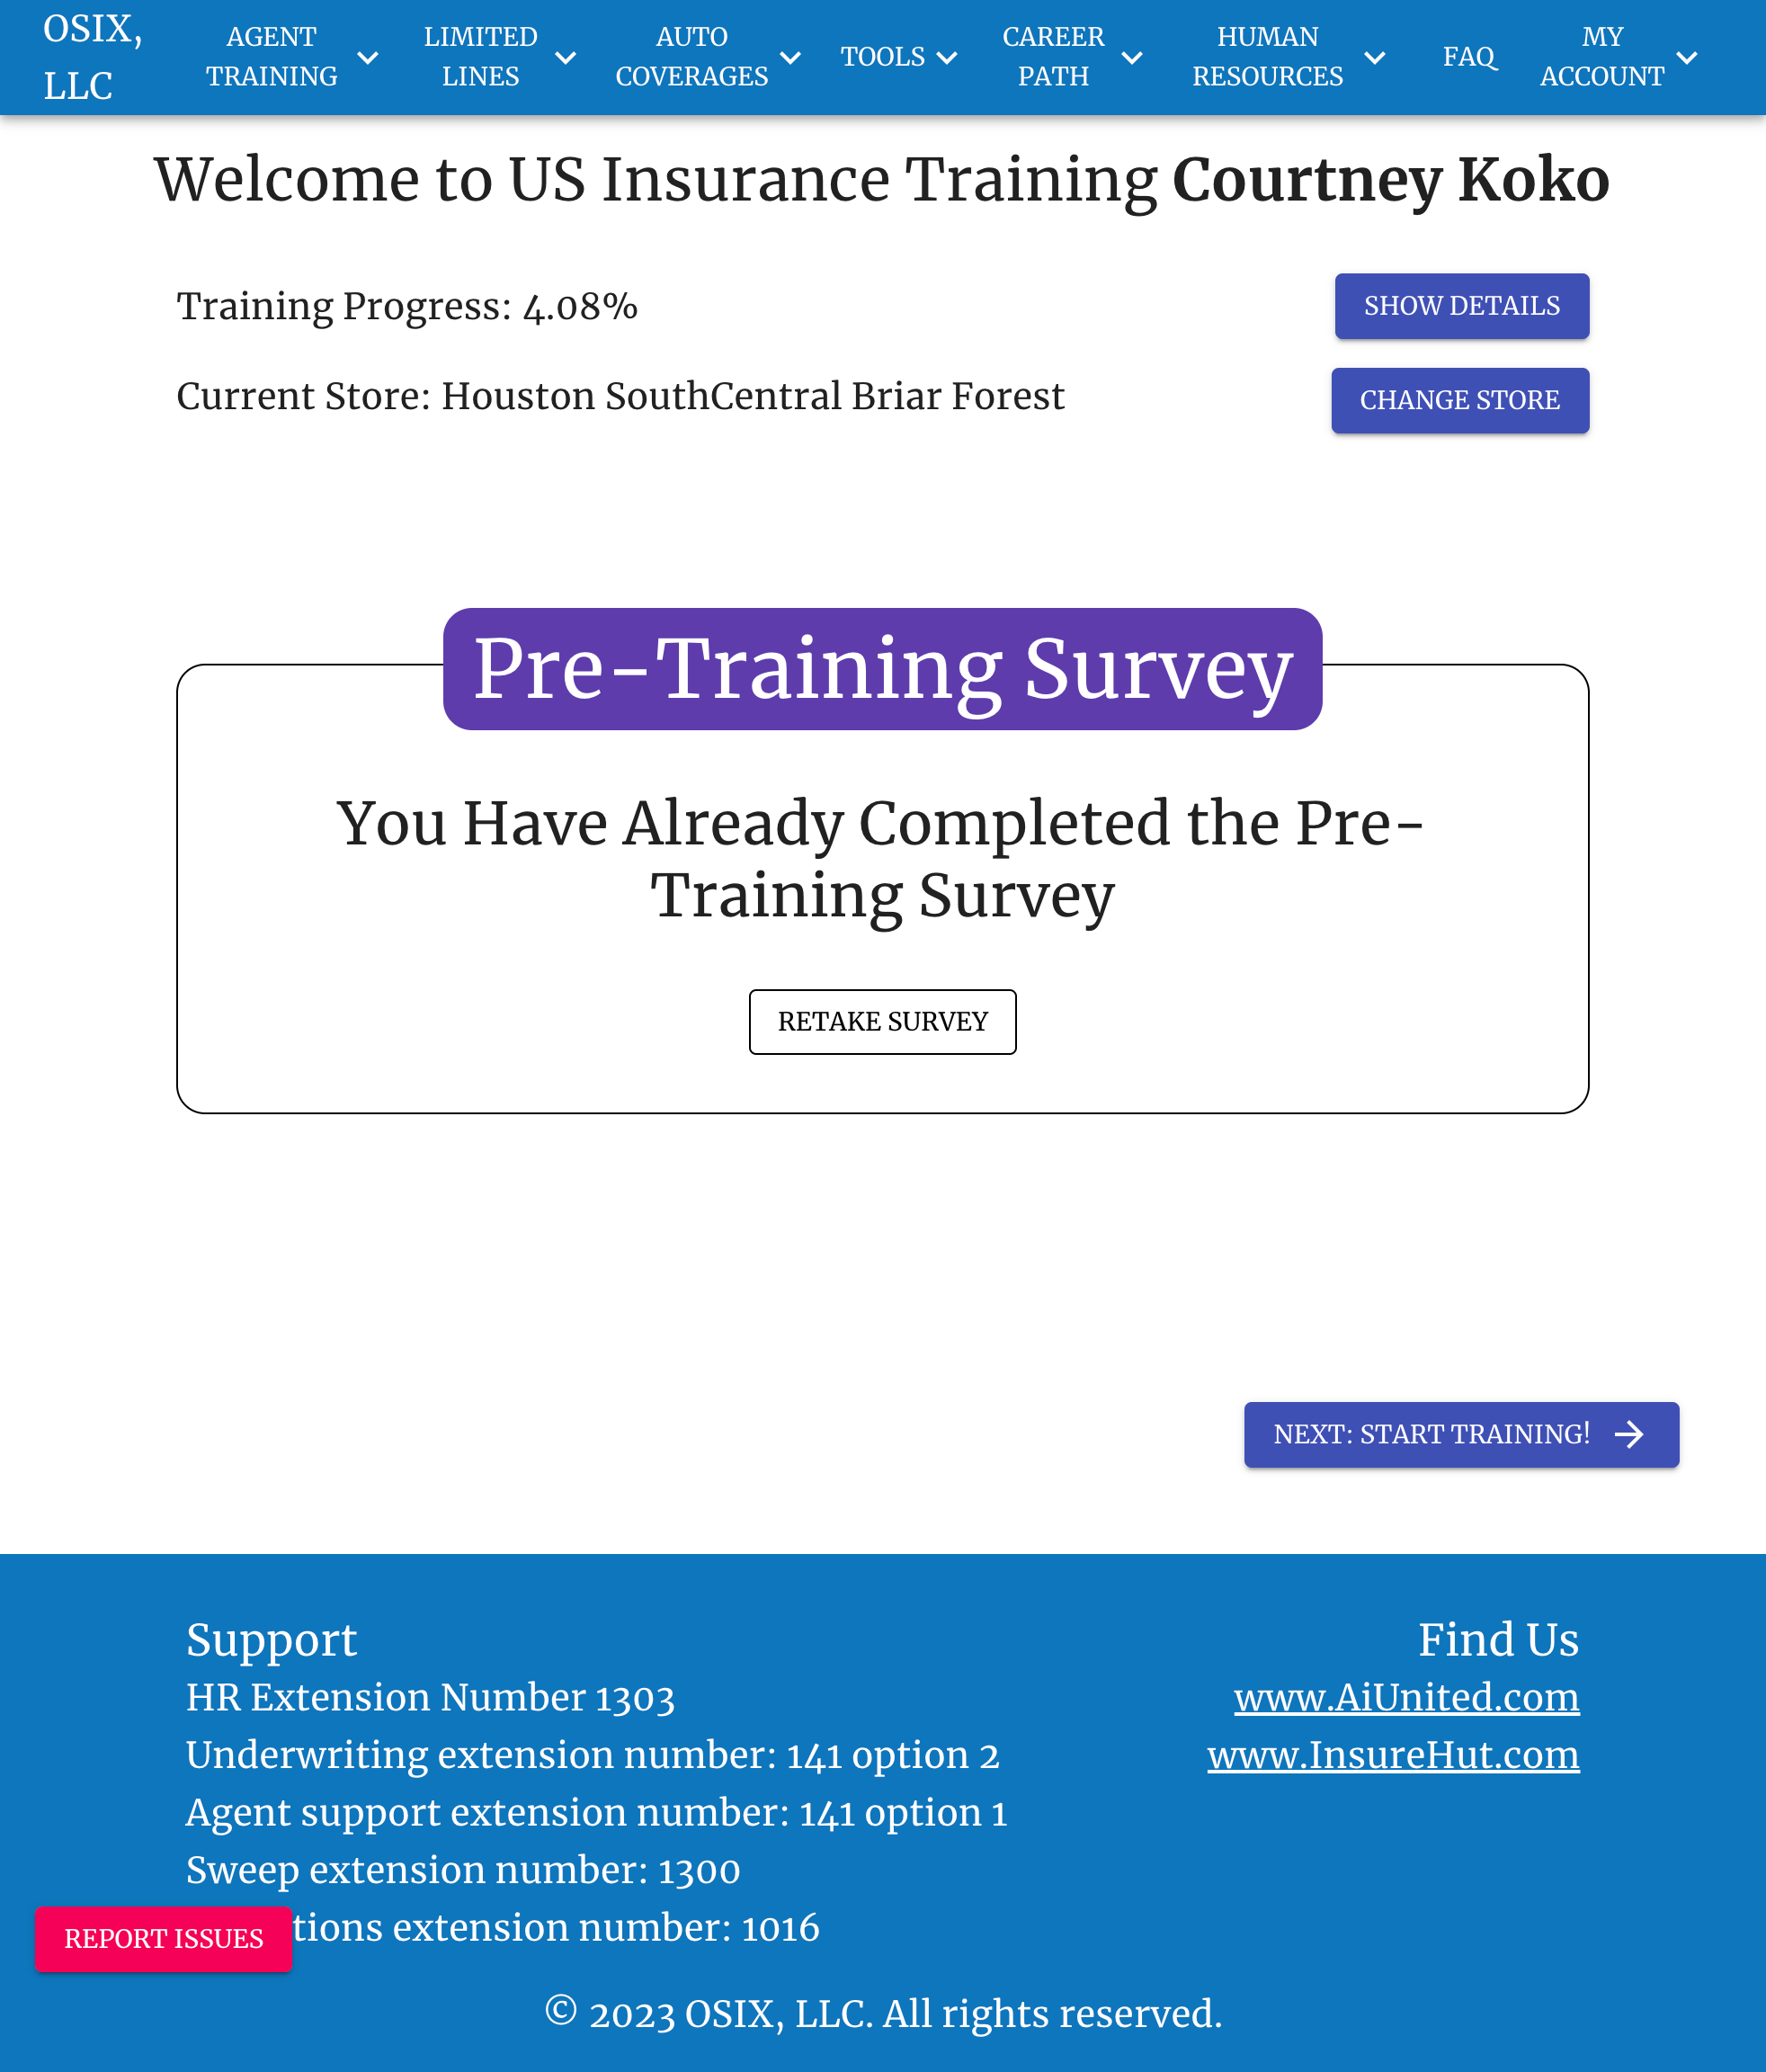 OSIX,
LLC
AGENT
TRAINING
LIMITED
LINES
AUTO
COVERAGES
TOOLS
CAREER
PATH
HUMAN
RESOURCES
FAQ
MY
ACCOUNT
Welcome to US Insurance Training Courtney Koko
Training Progress: 4.08%
SHOW DETAILS
Current Store: Houston SouthCentral Briar Forest
CHANGE STORE
Pre-Training Survey
You Have Already Completed the Pre-
Training Survey
RETAKE SURVEY
NEXT: START TRAINING!
Support
HR Extension Number 1303
Underwriting extension number: 141 option 2
Agent support extension number: 141 option 1
Sweep extension number: 1300
extension number: 1016
REPORT ISSUES
Find Us
www.AiUnited.com
www.InsureHut.com
© 2023 OSIX, LLC. All rights reserved.